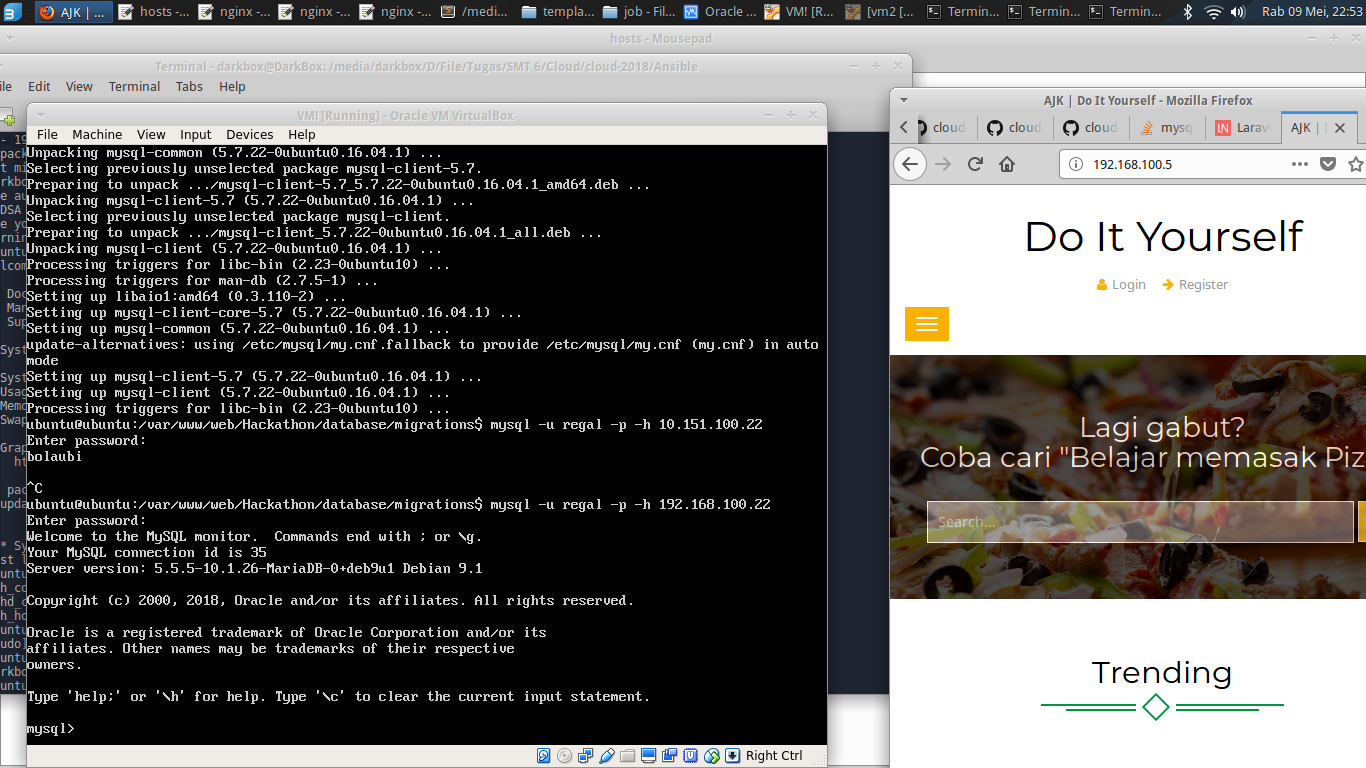 AJK | ...
hosts -...
nginx -...
nginx -...
nginx -...
/medi...
templa...
job - Fil...
Oracle ...
VM! [R...
[vm2 [...
Termin...
Termin...
Termin...
Rab 09 Mei, 22:53
hosts - Mousepad
Terminal - darkbox@DarkBox: /media/darkbox/D/File/Tugas/SMT 6/Cloud/cloud-2018/Ansible
ile Edit View Terminal Tabs Help
VM! [Running] - Oracle VM VirtualBox
File Machine View Input Devices Help
Unpacking mysql-common (5.7.22-0ubuntu0.16.04.1) ...
Selecting previously unselected package mysql-client-5.7.
Preparing to unpack .../mysql-client-5.7_5.7.22-0ubuntu0.16.04.1_amd64.deb ...
Unpacking mysql-client-5.7 (5.7.22-0ubuntu0.16.04.1) ...
Selecting previously unselected package mysql-client.
Preparing to unpack .../mysql-client_5.7.22-0ubuntu0.16.04.1_all.deb ...
Unpacking mysql-client (5.7.22-0ubuntu0.16.04.1) ...
Processing triggers for libc-bin (2.23-0ubuntu10) ...
Processing triggers for man-db (2.7.5-1) ...
Setting up libaio1:amd64 (0.3.110-2) ...
Setting up mysql-client-core-5.7 (5.7.22-0ubuntu0.16.04.1) ...
Setting up mysql-common (5.7.22-0ubuntu0.16.04.1) ...
update-alternatives: using /etc/mysql/my.cnf.fallback to provide /etc/mysql/my.cnf (my.cnf) in auto
mode
Setting up mysql-client-5.7 (5.7.22-0ubuntu0.16.04.1) ...
Setting up mysql-client (5.7.22-0ubuntu0.16.04.1) ...
Processing triggers for libc-bin (2.23-0ubuntu10) ...
ubuntu@ubuntu:/var/www/web/Hackathon/database/migrations$ mysql -u regal -p -h 10.151.100.22
Enter password:
bolaubi
^C
ubuntu@ubuntu:/var/www/web/Hackathon/database/migrations$ mysql -u regal -p -h 192.168.100.22
Enter password:
Welcome to the MySQL monitor.  Commands end with ; or \g.
Your MySQL connection id is 35
Server version: 5.5.5-10.1.26-MariaDB-0+deb9u1 Debian 9.1
Copyright (c) 2000, 2018, Oracle and/or its affiliates. All rights reserved.
Oracle is a registered trademark of Oracle Corporation and/or its
affiliates. Other names may be trademarks of their respective
owners.
Type 'help;' or '\h' for help. Type '\c' to clear the current input statement.
mysql>
Right Ctrl
AJK | Do It Yourself - Mozilla Firefox
cloud
cloud
cloud
mysq
Larav
AJK |
192.168.100.5
Do It Yourself
Login
Register
Lagi gabut?
Coba cari "Belajar memasak Piz
Search...
Trending